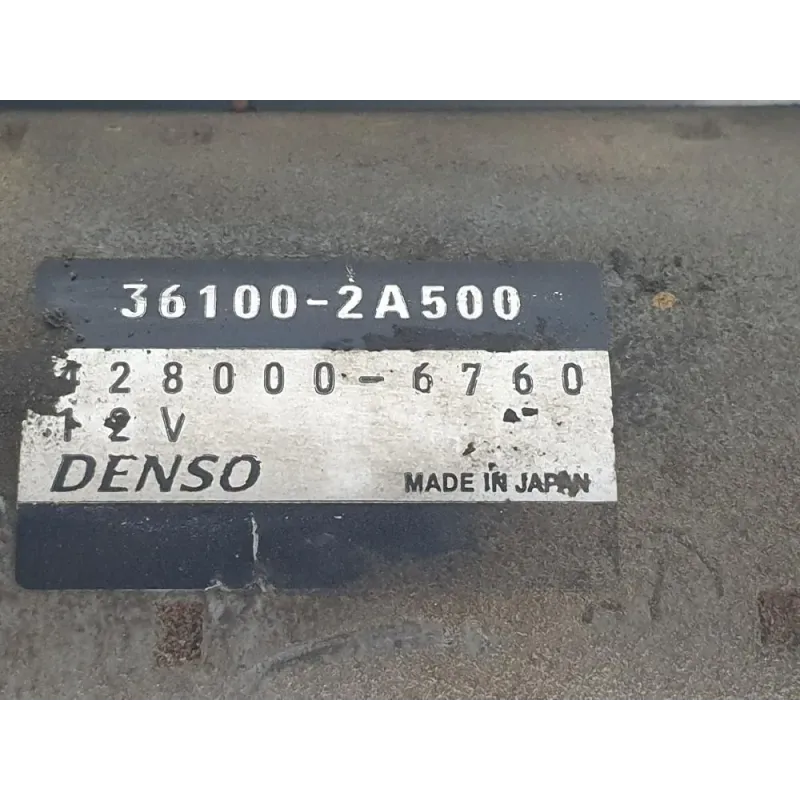 36100-2A500
428000-6760
12V
DENSO
MADE IN JAPAN